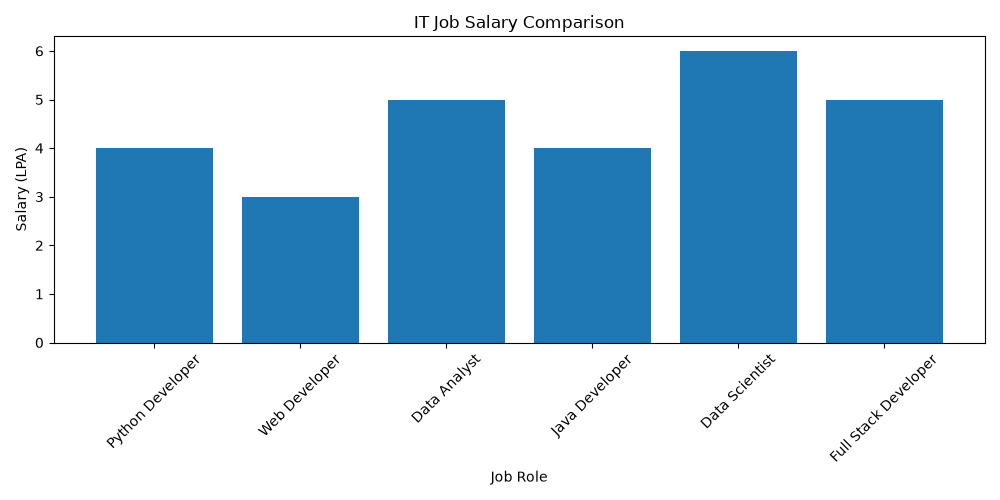 IT Job Salary Comparison
Salary (LPA)
6
5
4
3
2
1
0
Python Developer
Web Developer
Data Analyst
Java Developer
Data Scientist
Full Stack Developer
Job Role